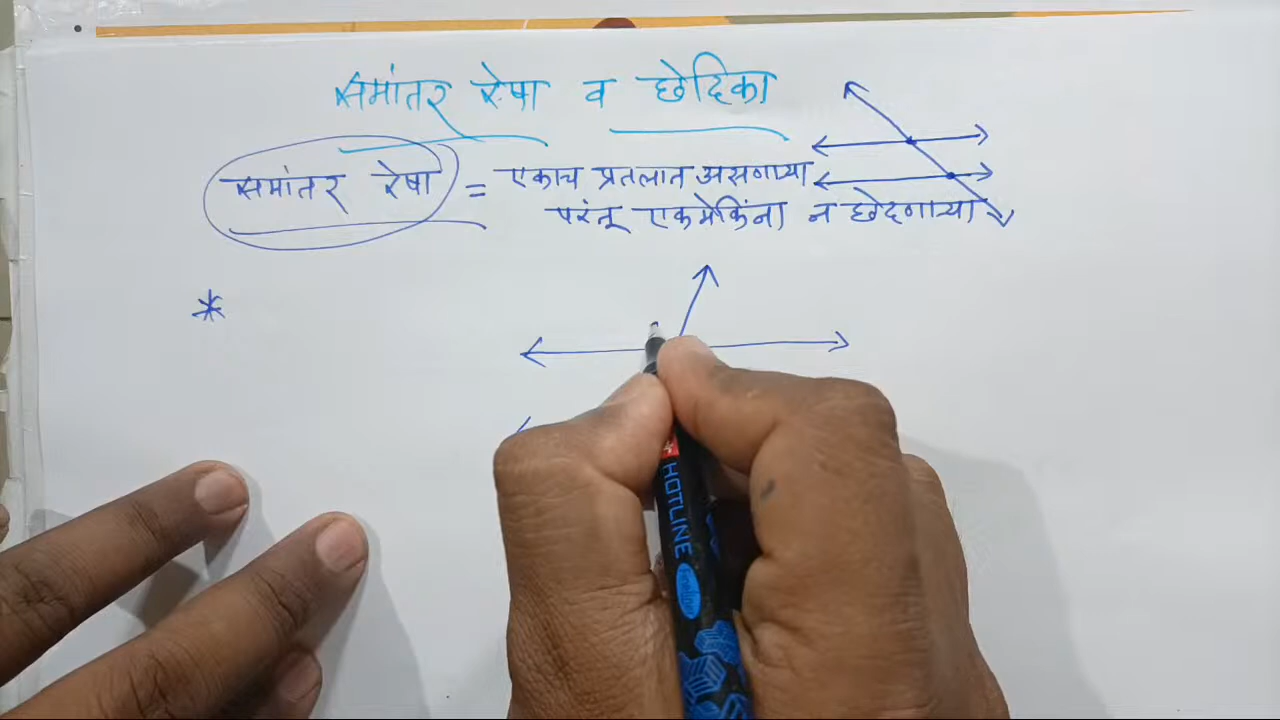 समांतर रेषा व छेदिका
समांतर रेषा = एकाच प्रतलात असणाऱ्या
परंतू एकमेकिंना न छेदणाऱ्या
*
HOTLINE